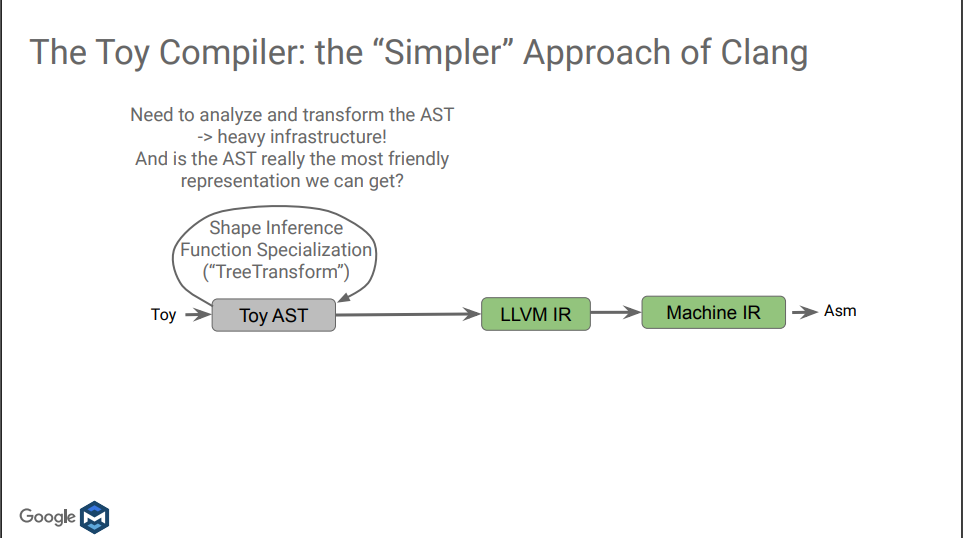 The Toy Compiler: the “Simpler” Approach of Clang
Need to analyze and transform the AST
-> heavy infrastructure!
And is the AST really the most friendly
representation we can get?
Shape Inference
Function Specialization
(“TreeTransform”)
Toy
Toy AST
LLVM IR
Machine IR
Asm
Google